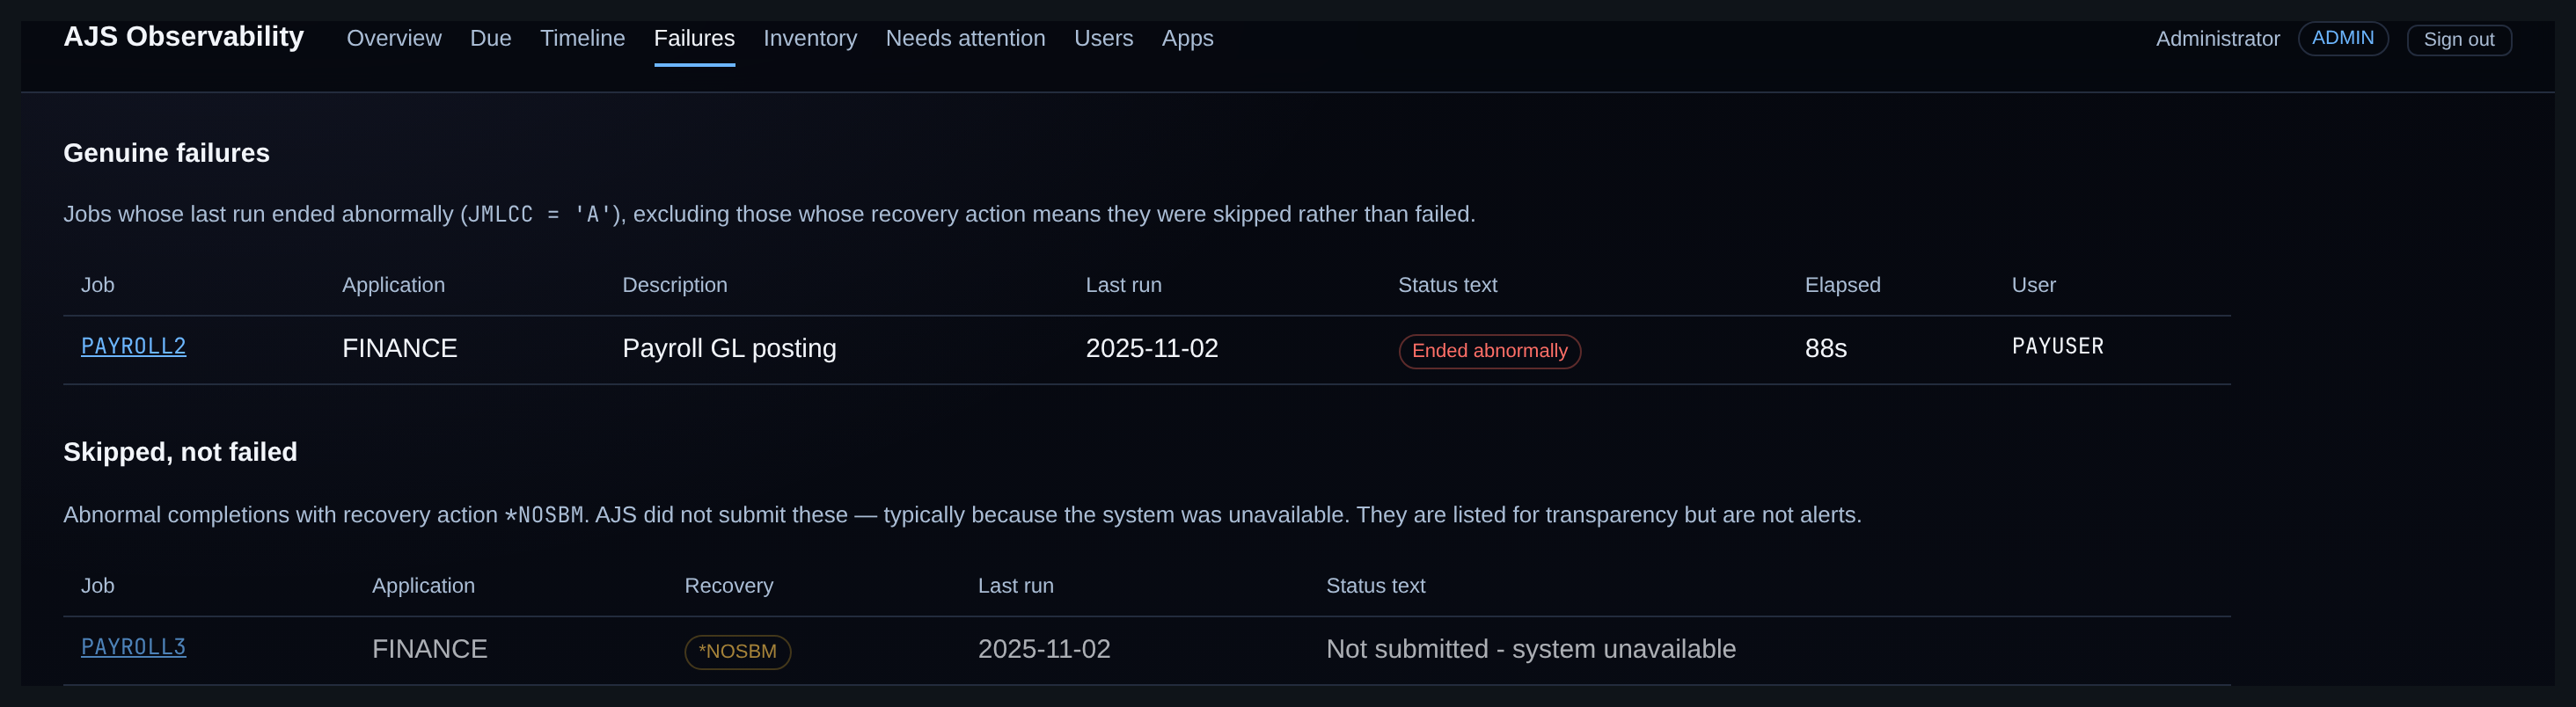 AJS Observability Overview Due Timeline Failures Inventory Needs attention Users Apps Administrator ADMIN Sign out
Genuine failures
Jobs whose last run ended abnormally (JMLCC = 'A'), excluding those whose recovery action means they were skipped rather than failed.
Job Application Description Last run Status text Elapsed User
PAYROLL2 FINANCE Payroll GL posting 2025-11-02 Ended abnormally 88s PAYUSER
Skipped, not failed
Abnormal completions with recovery action *NOSBM. AJS did not submit these — typically because the system was unavailable. They are listed for transparency but are not alerts.
Job Application Recovery Last run Status text
PAYROLL3 FINANCE *NOSBM 2025-11-02 Not submitted - system unavailable